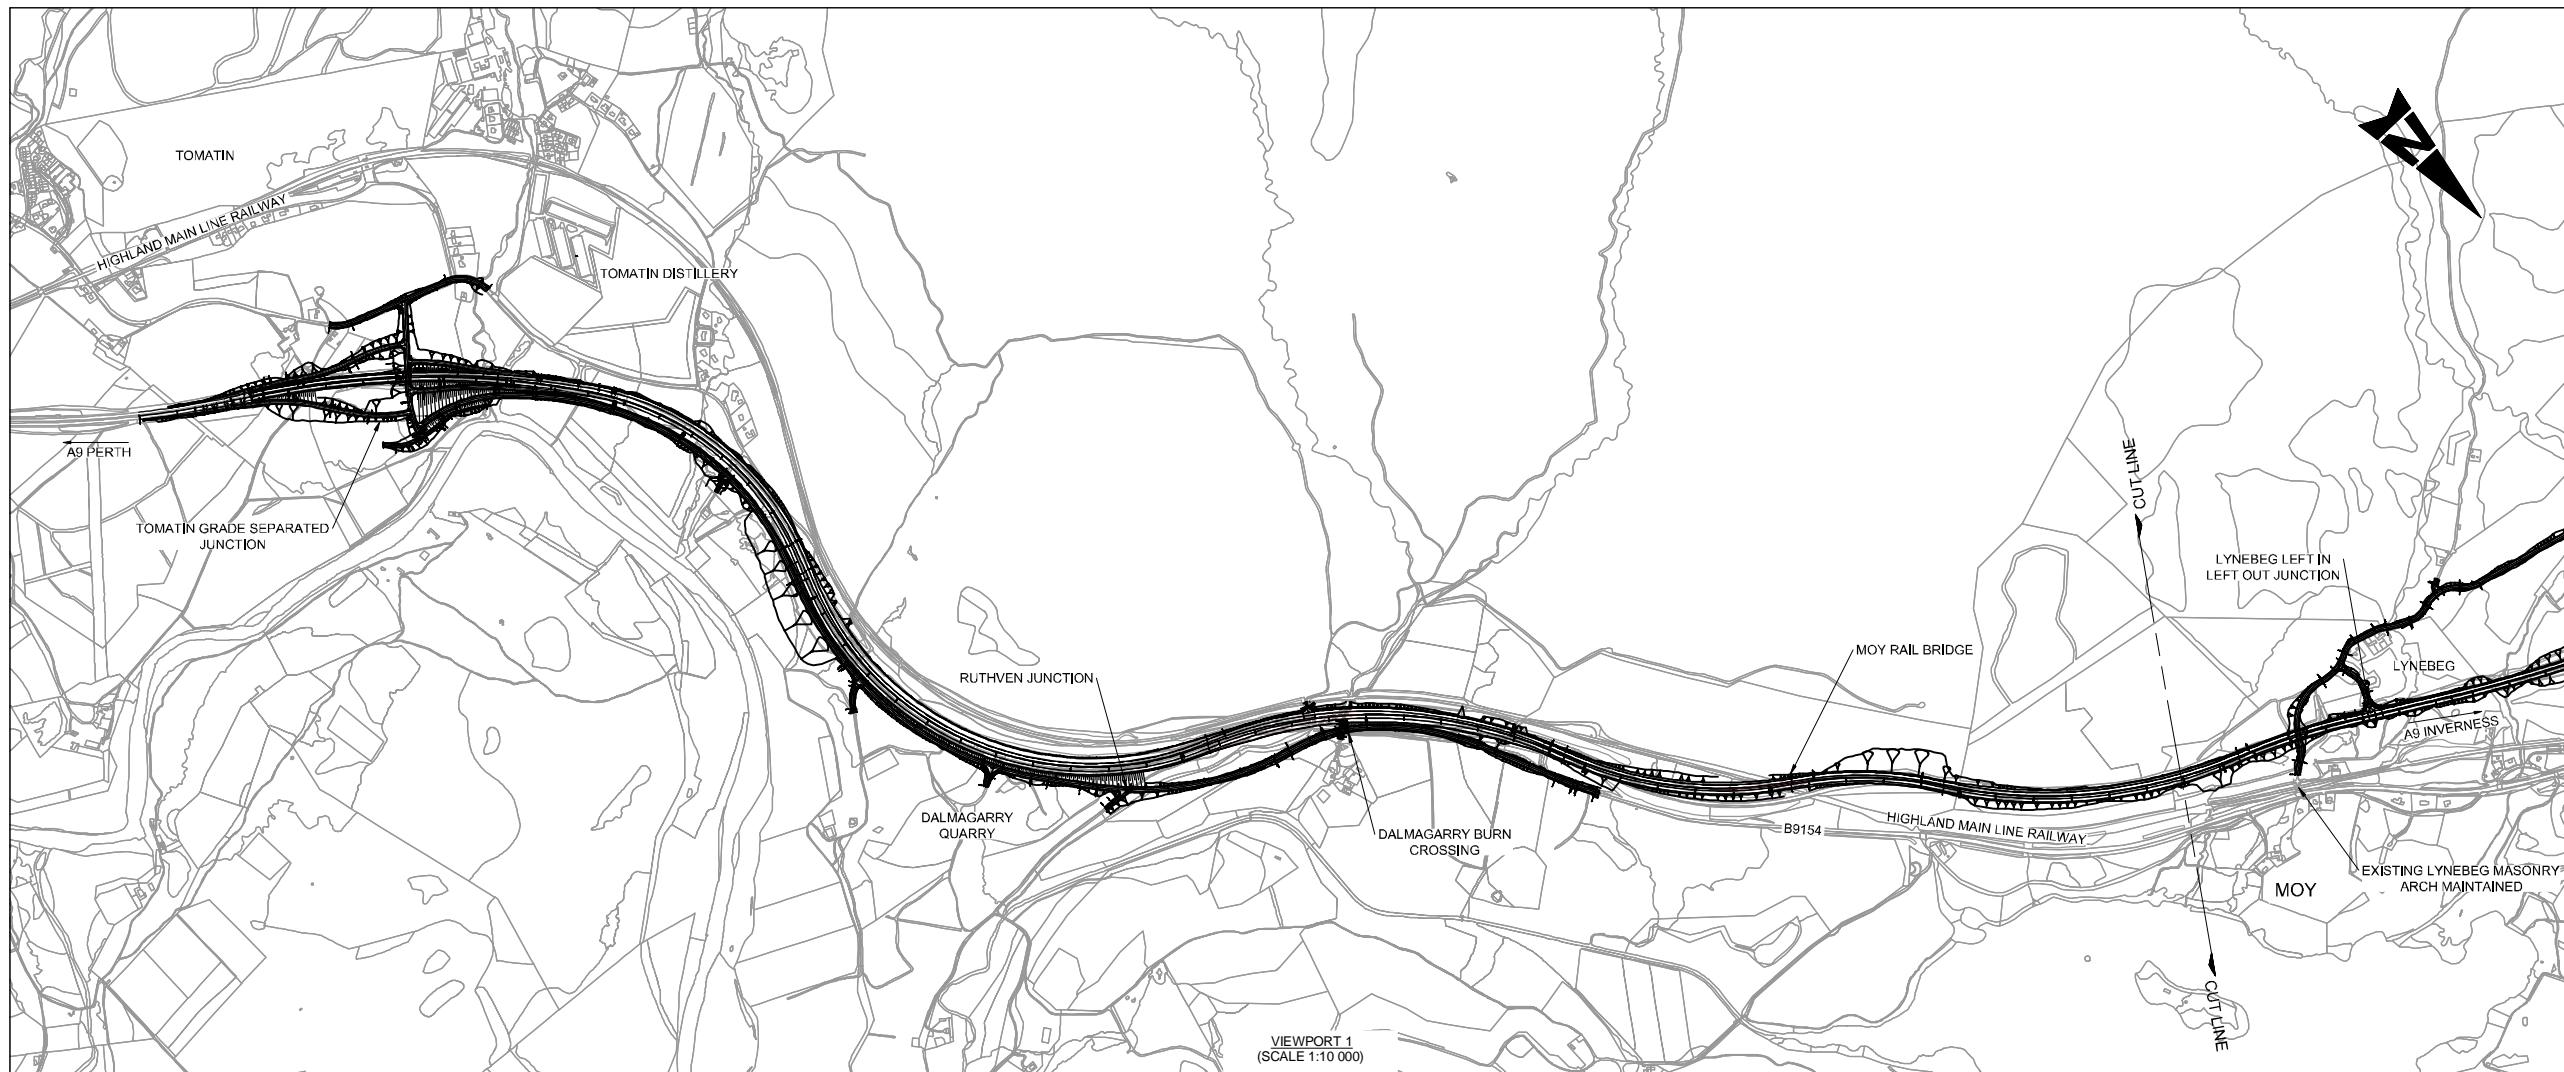 N
TOMATIN
HIGHLAND MAIN LINE RAILWAY
TOMATIN DISTILLERY
A9 PERTH
TOMATIN GRADE SEPARATED
JUNCTION
CUT LINE
LYNEBEG LEFT IN
LEFT OUT JUNCTION
RUTHVEN JUNCTION
MOY RAIL BRIDGE
LYNEBEG
A9 INVERNESS
DALMAGARRY
QUARRY
DALMAGARRY BURN
CROSSING
B9154
HIGHLAND MAIN LINE RAILWAY
EXISTING LYNEBEG MASONRY
ARCH MAINTAINED
MOY
CUT LINE
VIEWPORT 1
(SCALE 1:10 000)